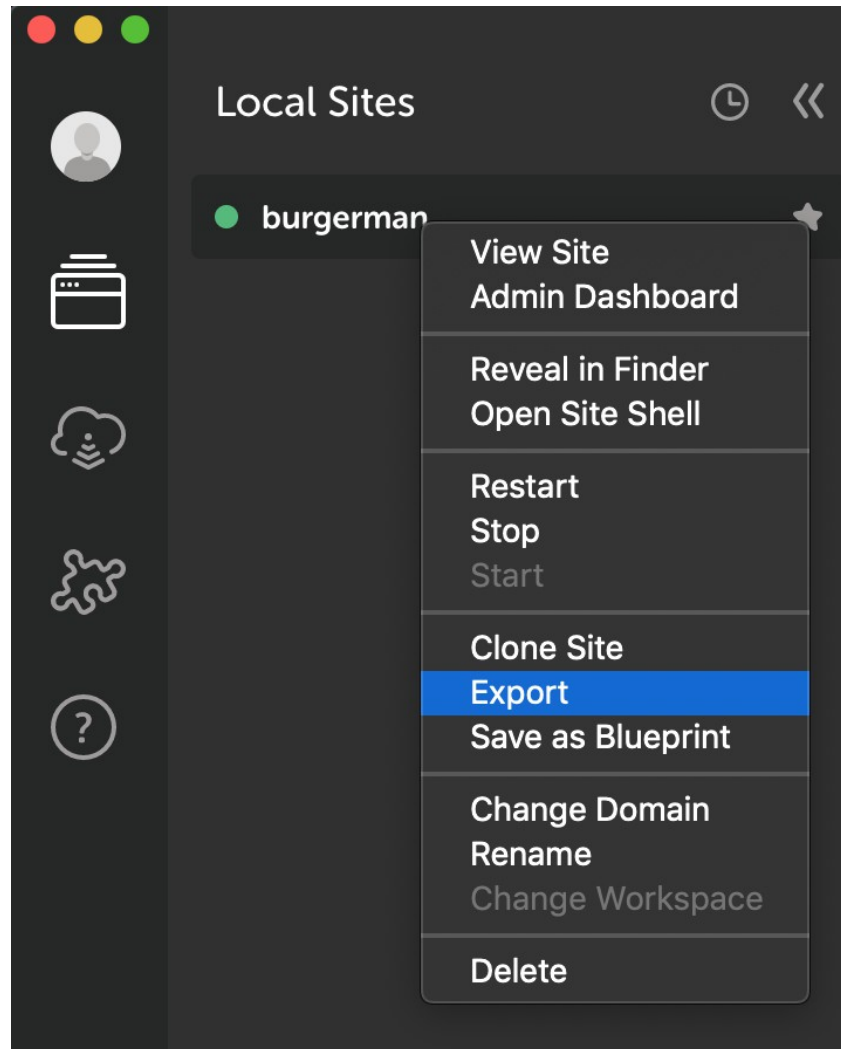 Local Sites
burgerman
View Site
Admin Dashboard
Reveal in Finder
Open Site Shell
Restart
Stop
Start
Clone Site
Export
Save as Blueprint
Change Domain
Rename
Change Workspace
Delete
?